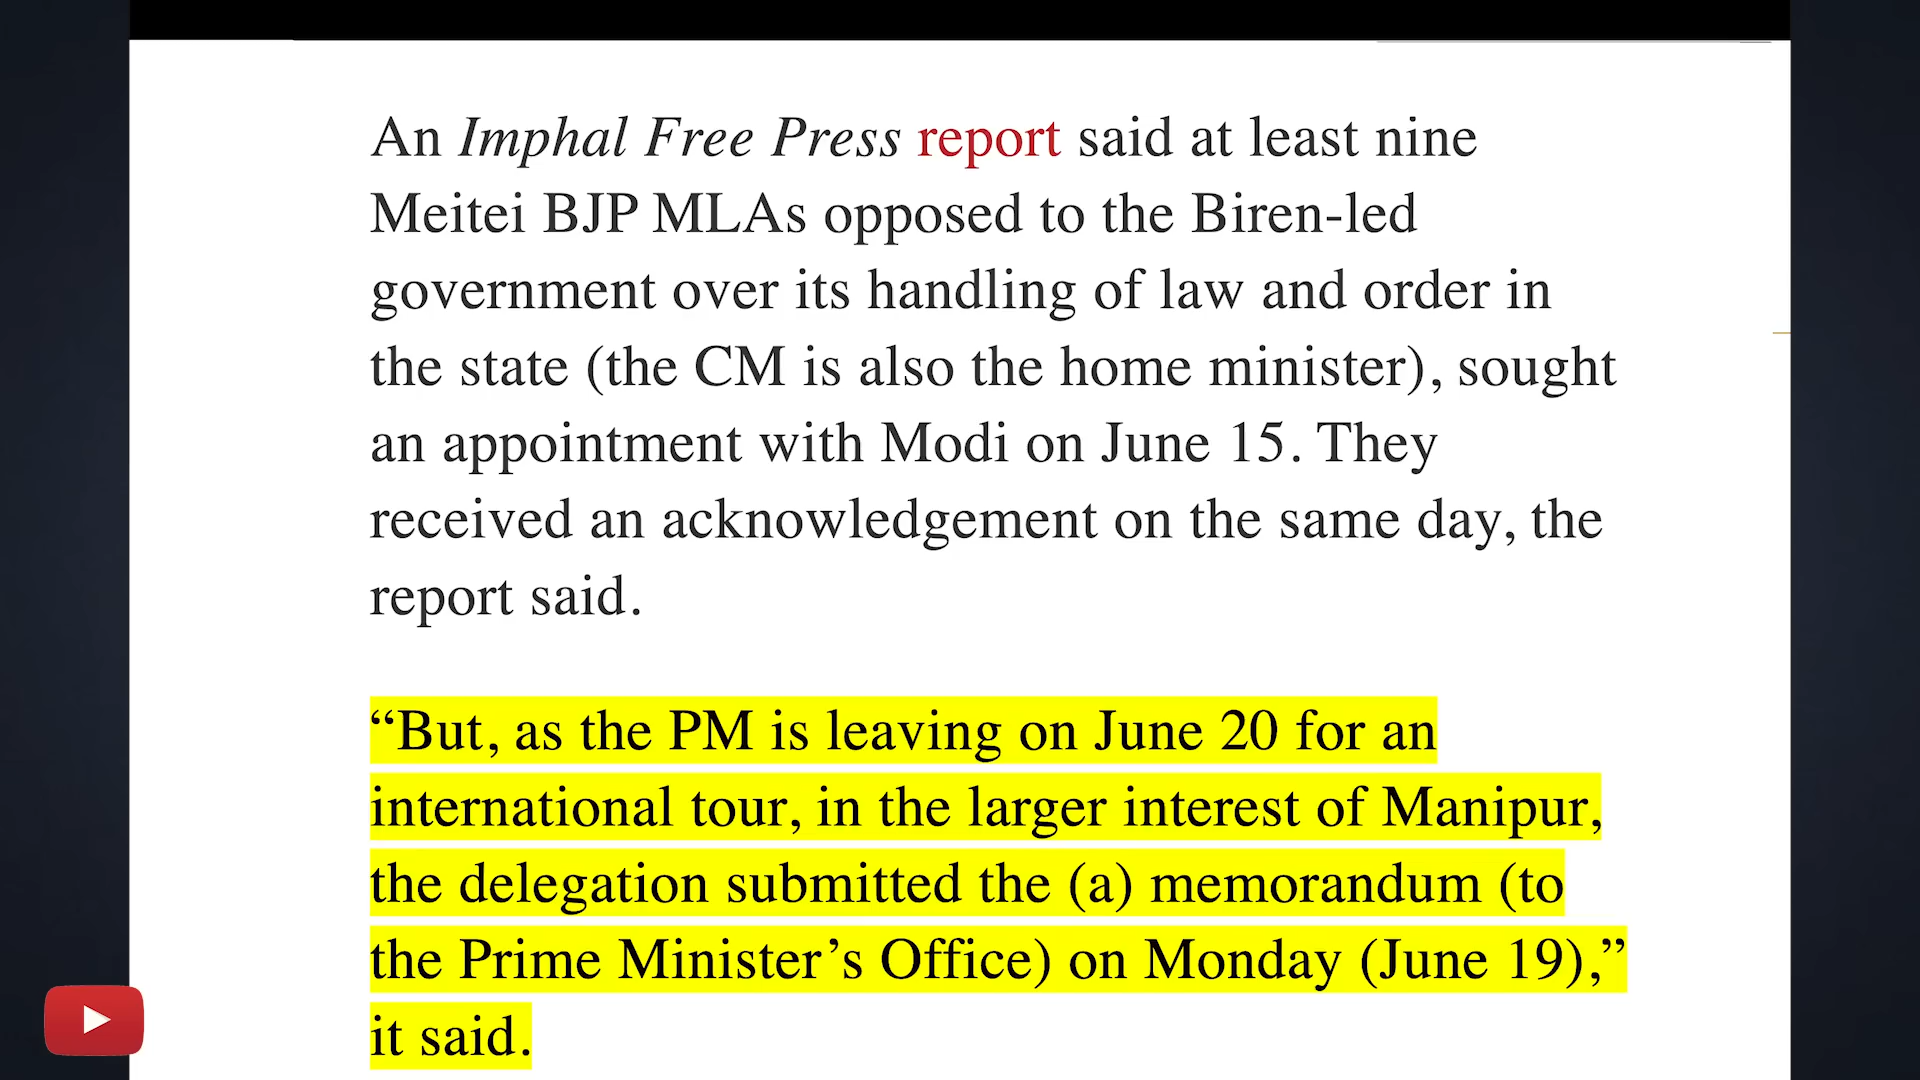 An Imphal Free Press report said at least nine
Meitei BJP MLAs opposed to the Biren-led
government over its handling of law and order in
the state (the CM is also the home minister), sought
an appointment with Modi on June 15. They
received an acknowledgement on the same day, the
report said.
“But, as the PM is leaving on June 20 for an
international tour, in the larger interest of Manipur,
the delegation submitted the (a) memorandum (to
the Prime Minister’s Office) on Monday (June 19),”
it said.